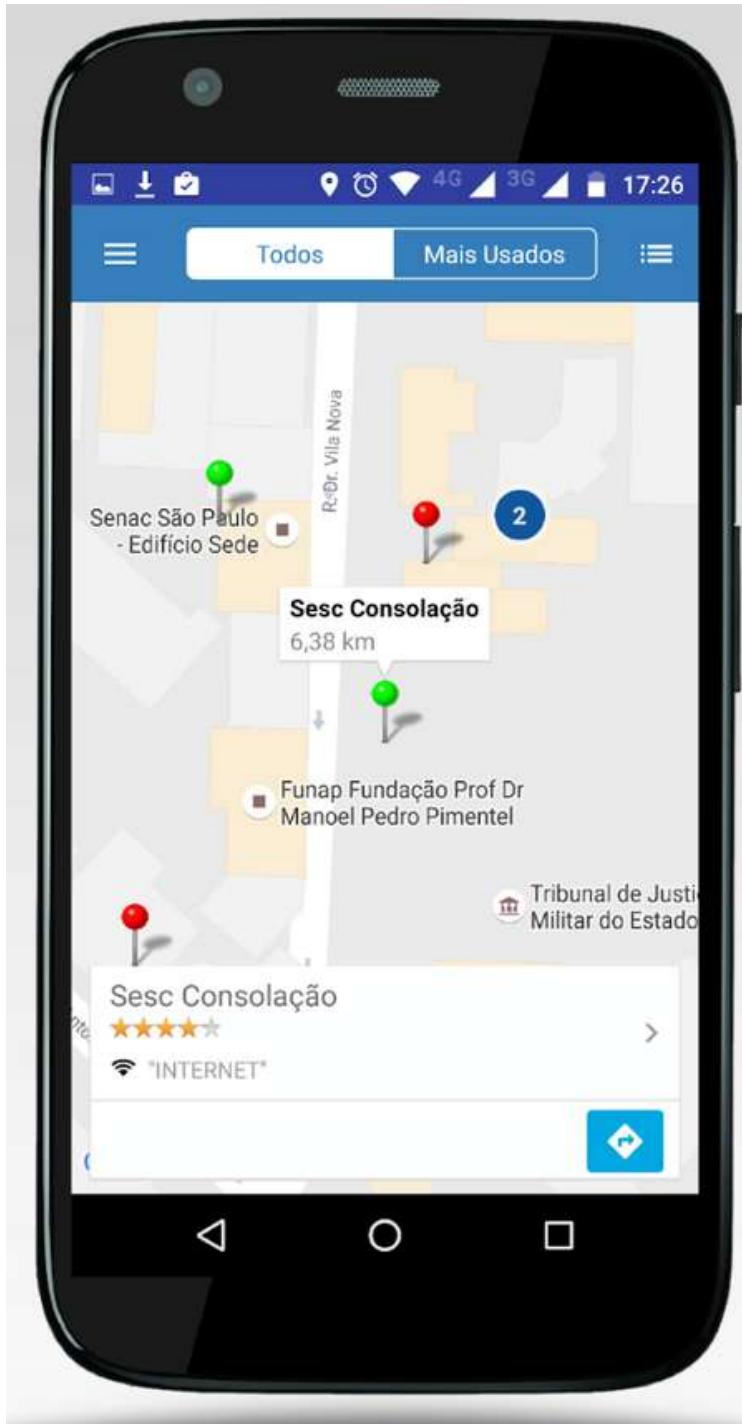 4G 3G 17:26
Todos Mais Usados
R. Dr. Vila Nova
Senac São Paulo
- Edifício Sede
2
Sesc Consolação
6,38 km
Funap Fundação Prof Dr
Manoel Pedro Pimentel
Tribunal de Justi
Militar do Estado
Sesc Consolação
"INTERNET"